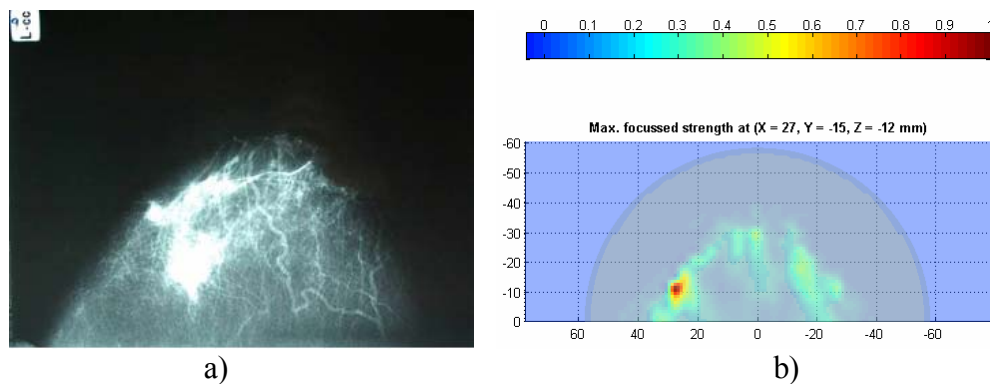 L-CC
0 0.1 0.2 0.3 0.4 0.5 0.6 0.7 0.8 0.9 1
Max. focussed strength at (X = 27, Y = -15, Z = -12 mm)
-60
-50
-40
-30
-20
-10
0
60 40 20 0 -20 -40 -60
a) b)